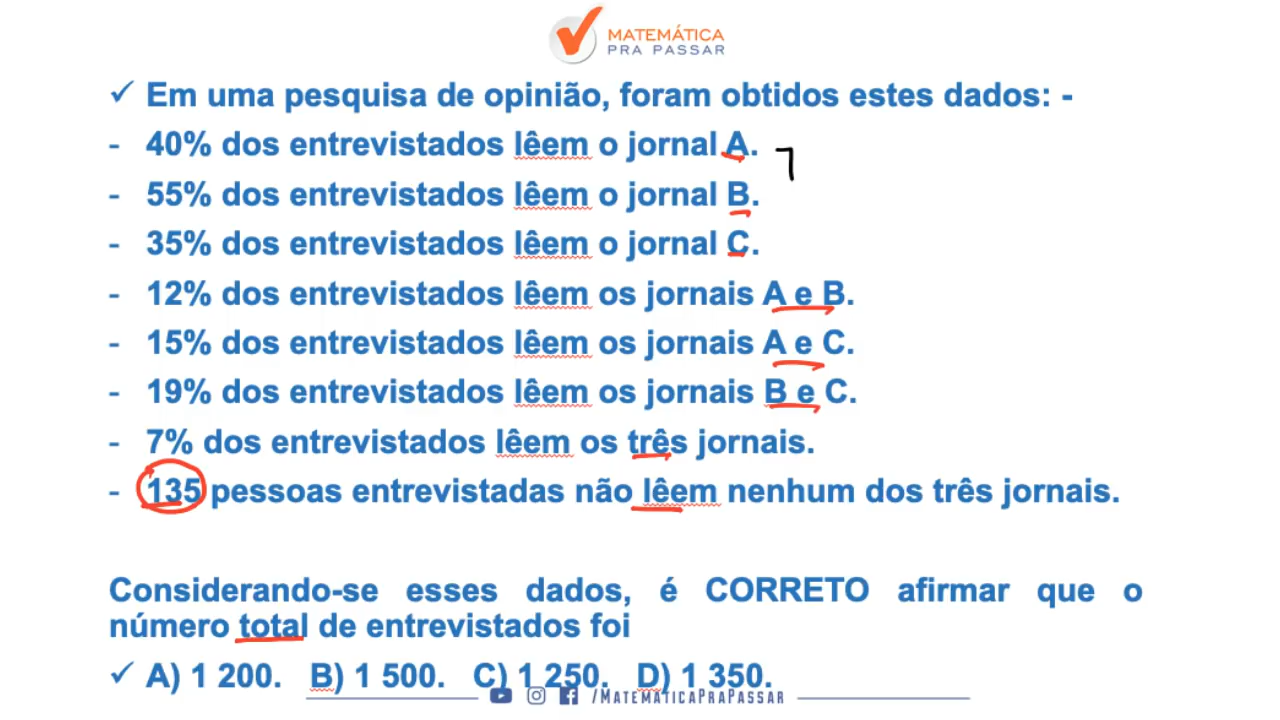 MATEMÁTICA
PRA PASSAR
✓ Em uma pesquisa de opinião, foram obtidos estes dados: -
- 40% dos entrevistados lêem o jornal A.
- 55% dos entrevistados lêem o jornal B.
- 35% dos entrevistados lêem o jornal C.
- 12% dos entrevistados lêem os jornais A e B.
- 15% dos entrevistados lêem os jornais A e C.
- 19% dos entrevistados lêem os jornais B e C.
- 7% dos entrevistados lêem os três jornais.
- 135 pessoas entrevistadas não lêem nenhum dos três jornais.
Considerando-se esses dados, é CORRETO afirmar que o
número total de entrevistados foi
✓ A) 1 200. B) 1 500. C) 1 250. D) 1 350.
/MATEMATICAPRAPASSAR